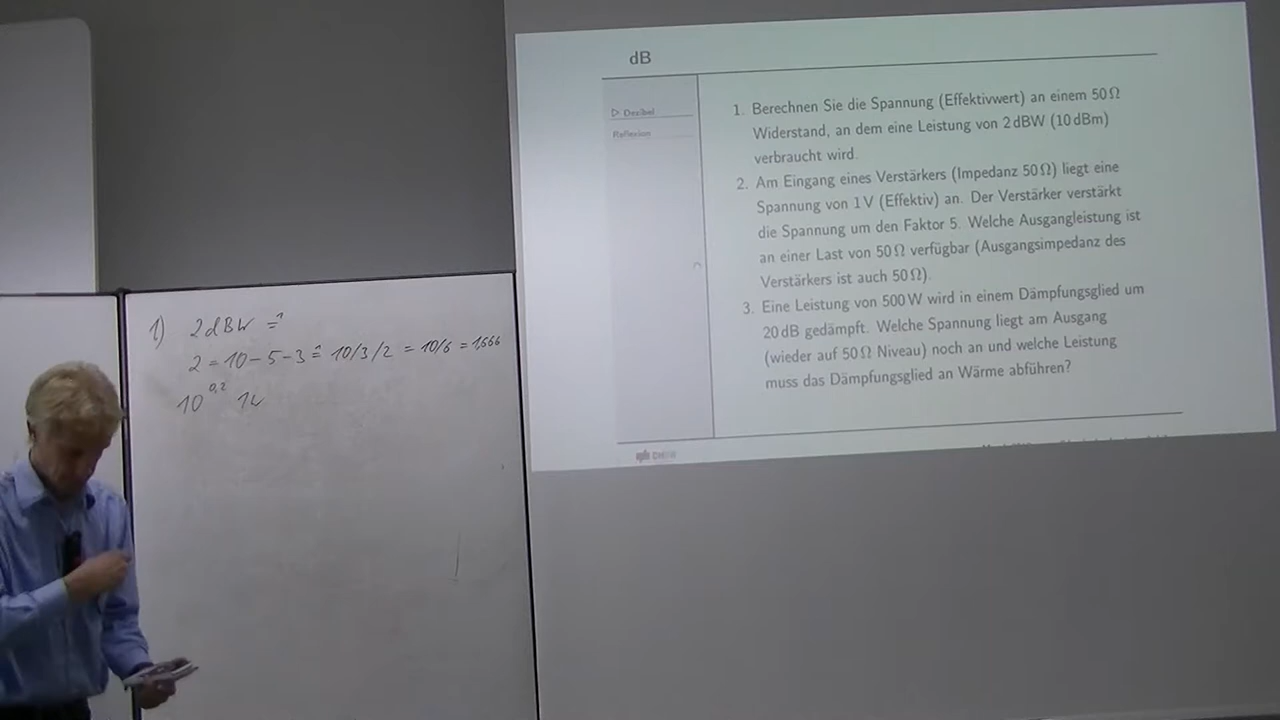 dB
▷ Dezibel
Reflexion
1. Berechnen Sie die Spannung (Effektivwert) an einem 50 Ω
Widerstand, an dem eine Leistung von 2 dBW (10 dBm)
verbraucht wird.
2. Am Eingang eines Verstärkers (Impedanz 50 Ω) liegt eine
Spannung von 1 V (Effektiv) an. Der Verstärker verstärkt
die Spannung um den Faktor 5. Welche Ausgangleistung ist
an einer Last von 50 Ω verfügbar (Ausgangsimpedanz des
Verstärkers ist auch 50 Ω).
3. Eine Leistung von 500 W wird in einem Dämpfungsglied um
20 dB gedämpft. Welche Spannung liegt am Ausgang
(wieder auf 50 Ω Niveau) noch an und welche Leistung
muss das Dämpfungsglied an Wärme abführen?
1) 2dBW ≙
2 = 10 - 5 - 3 ≙ 10/3/2 = 10/6 = 1,666
10^0,2